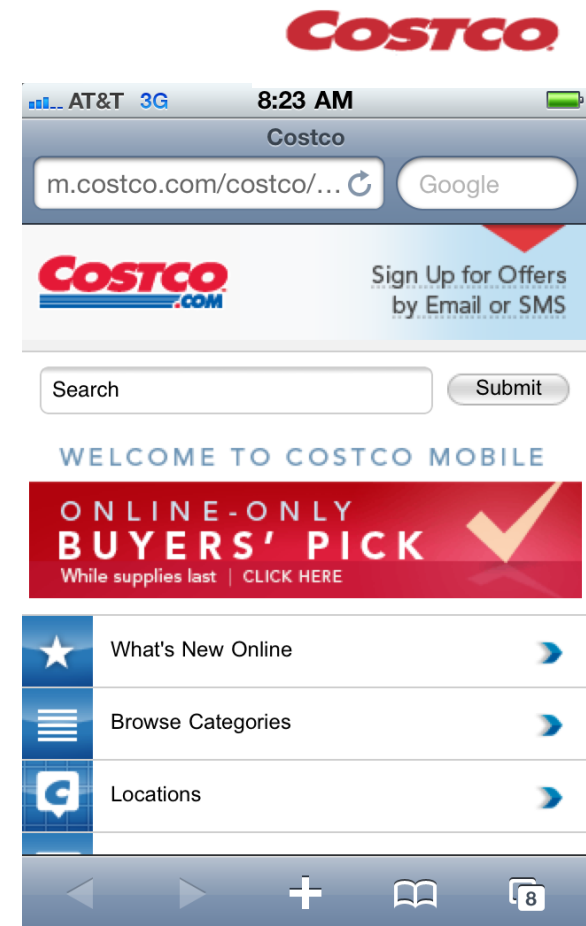 COSTCO
AT&T 3G 8:23 AM
Costco
m.costco.com/costco/... Google
COSTCO
.COM
Sign Up for Offers
by Email or SMS
Search Submit
WELCOME TO COSTCO MOBILE
ONLINE-ONLY
BUYERS' PICK
While supplies last | CLICK HERE
What's New Online
Browse Categories
C Locations
8